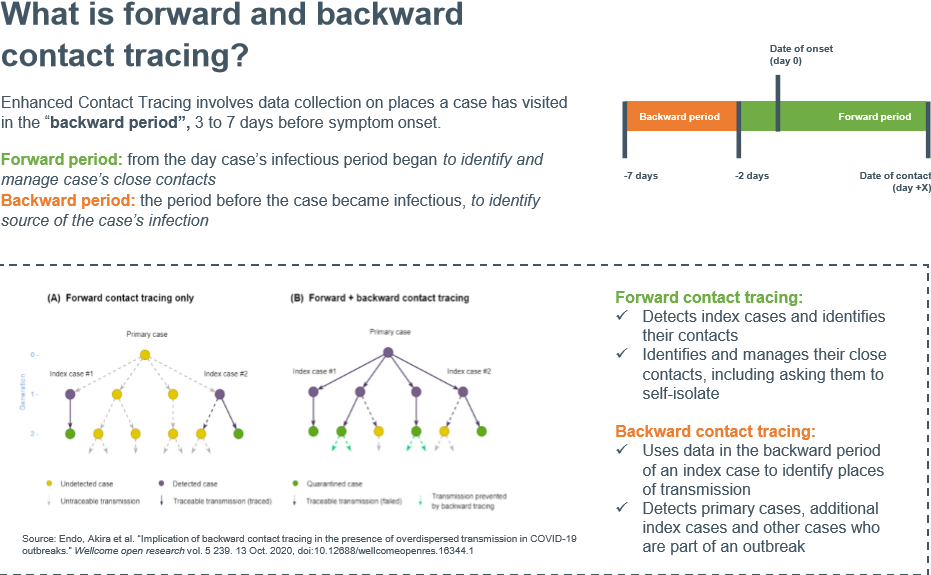 What is forward and backward
contact tracing?
Enhanced Contact Tracing involves data collection on places a case has visited
in the “backward period”, 3 to 7 days before symptom onset.
Forward period: from the day case’s infectious period began to identify and
manage case’s close contacts
Backward period: the period before the case became infectious, to identify
source of the case’s infection
Date of onset
(day 0)
Backward period
Forward period
-7 days
-2 days
Date of contact
(day +X)
(A) Forward contact tracing only
Primary case
Index case #1
Index case #2
Generation
0
1
2
(B) Forward + backward contact tracing
Primary case
Index case #1
Index case #2
Undetected case
Detected case
Quarantined case
Untraceable transmission
Traceable transmission (traced)
Traceable transmission (failed)
Transmission prevented
by backward tracing
Source: Endo, Akira et al. “Implication of backward contact tracing in the presence of overdispersed transmission in COVID-19
outbreaks.” Wellcome open research vol. 5 239. 13 Oct. 2020, doi:10.12688/wellcomeopenres.16344.1
Forward contact tracing:
✓ Detects index cases and identifies
their contacts
✓ Identifies and manages their close
contacts, including asking them to
self-isolate
Backward contact tracing:
✓ Uses data in the backward period
of an index case to identify places
of transmission
✓ Detects primary cases, additional
index cases and other cases who
are part of an outbreak